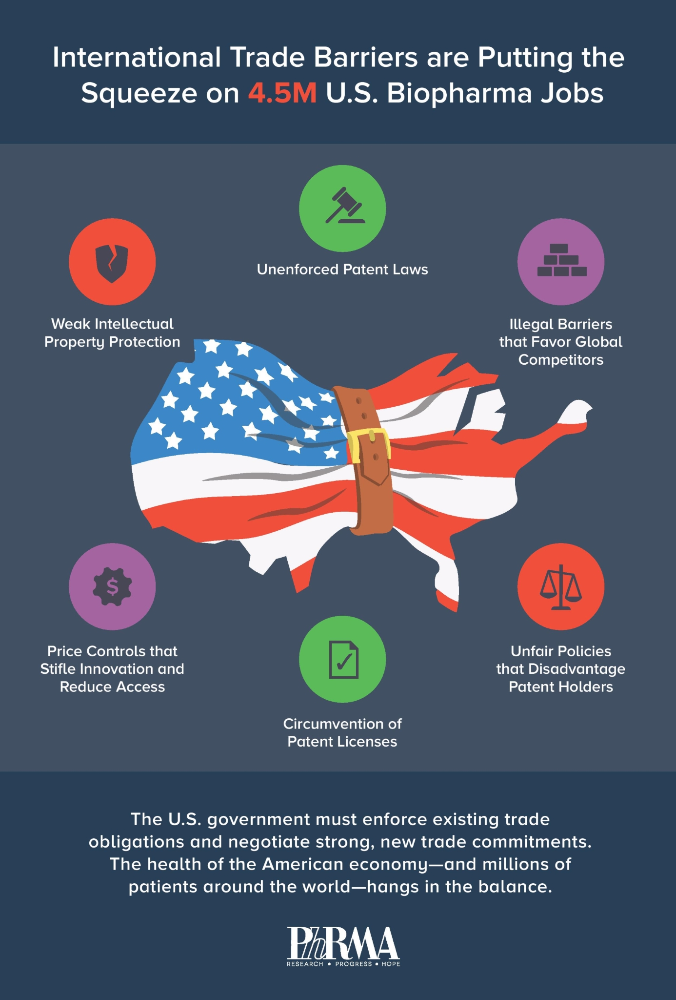 International Trade Barriers are Putting the
Squeeze on 4.5M U.S. Biopharma Jobs
Unenforced Patent Laws
Weak Intellectual
Property Protection
Illegal Barriers
that Favor Global
Competitors
$
Price Controls that
Stifle Innovation and
Reduce Access
Circumvention of
Patent Licenses
Unfair Policies
that Disadvantage
Patent Holders
The U.S. government must enforce existing trade
obligations and negotiate strong, new trade commitments.
The health of the American economy—and millions of
patients around the world—hangs in the balance.
PhRMA
RESEARCH • PROGRESS • HOPE